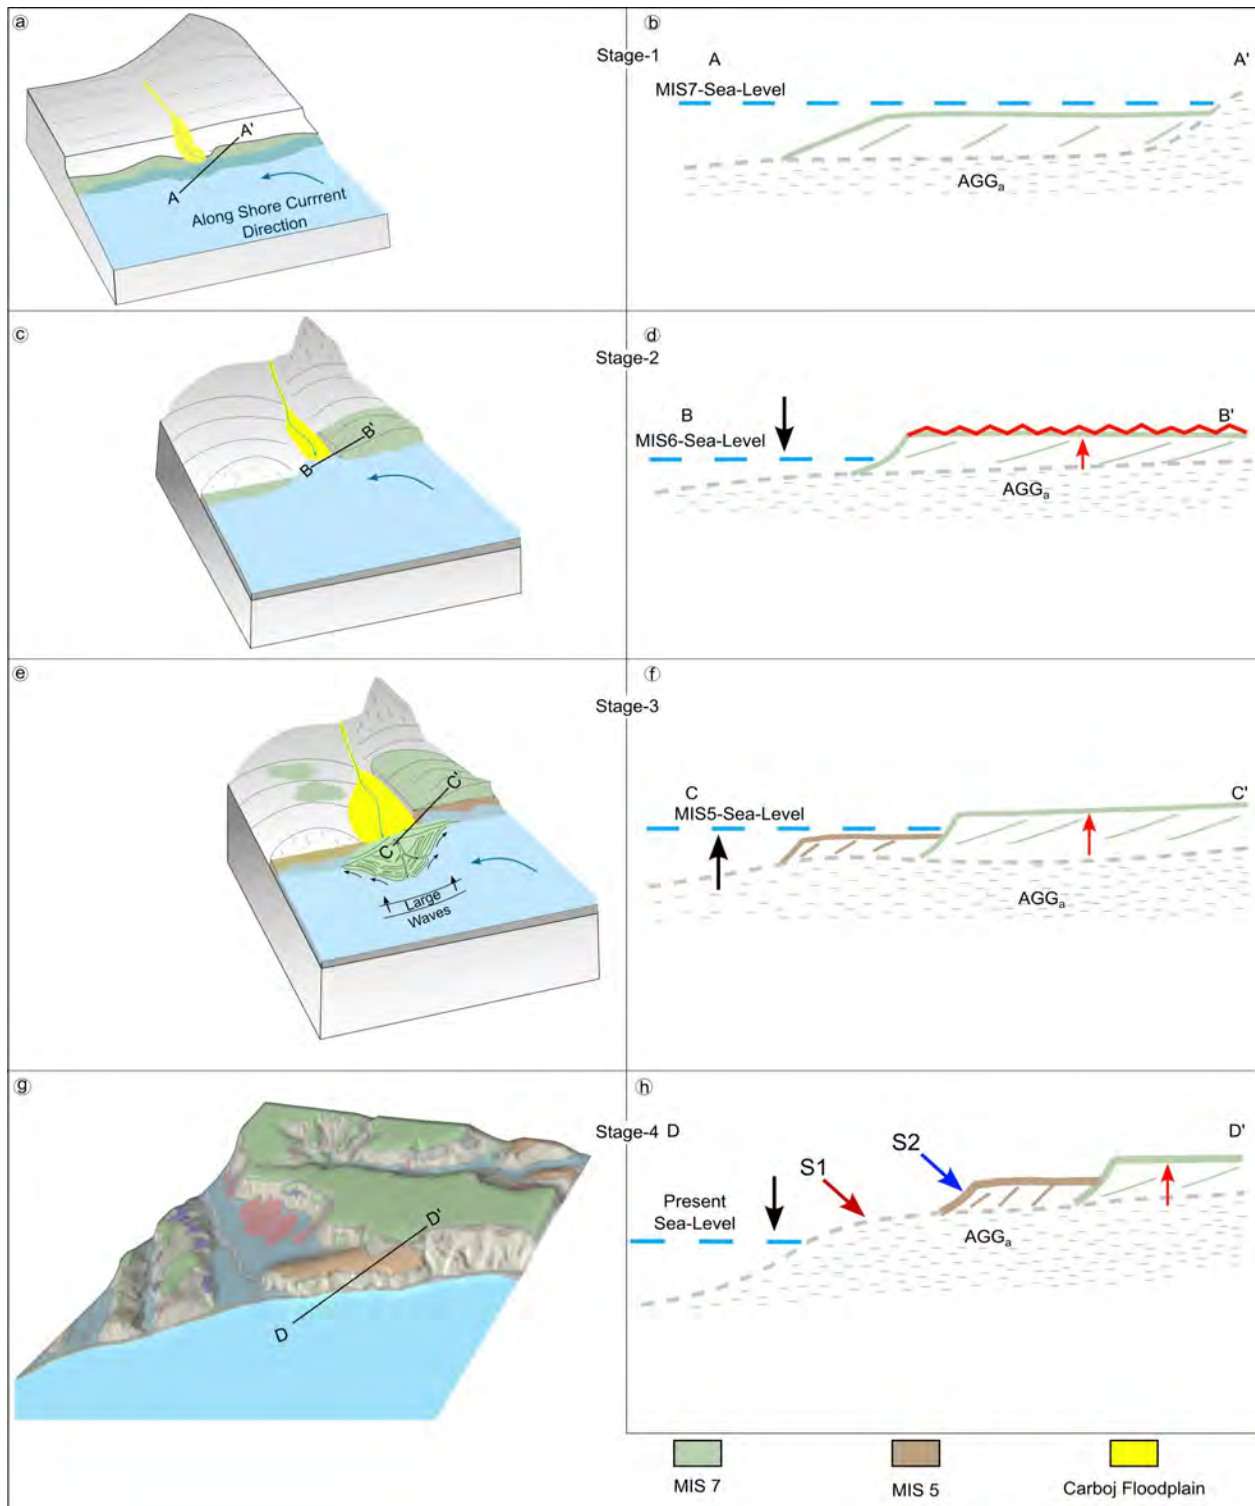 ⓐ
Stage-1
A'
A
Along Shore Currrent
Direction
ⓑ
A
A'
MIS7-Sea-Level
AGGₐ
ⓒ
Stage-2
B'
B
ⓓ
B
B'
MIS6-Sea-Level
AGGₐ
ⓔ
Stage-3
C'
C
Large
Waves
ⓕ
C
C'
MIS5-Sea-Level
AGGₐ
ⓖ
Stage-4
D'
D
ⓗ
D
D'
S1
S2
Present
Sea-Level
AGGₐ
MIS 7
MIS 5
Carboj Floodplain